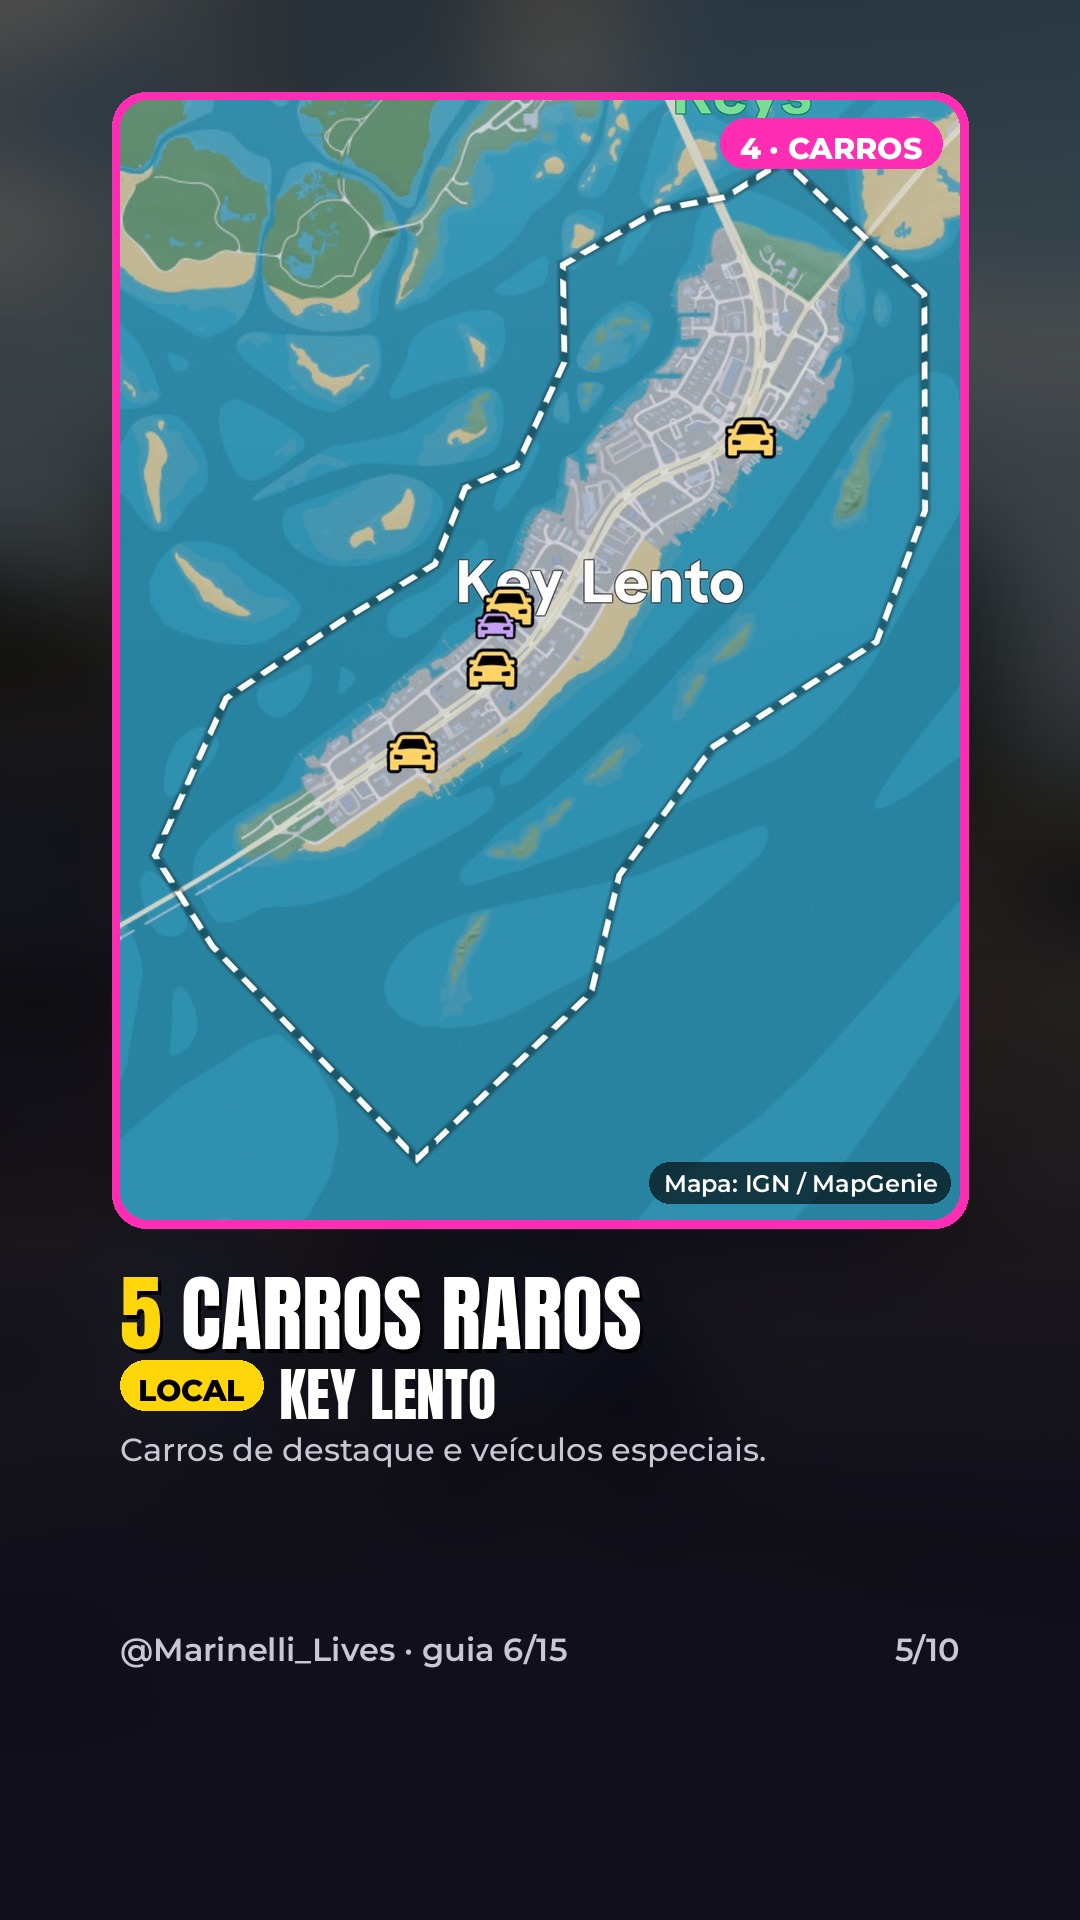 Keys
4 · CARROS
Key Lento
Mapa: IGN / MapGenie
5 CARROS RAROS
LOCAL KEY LENTO
Carros de destaque e veículos especiais.
@Marinelli_Lives · guia 6/15
5/10